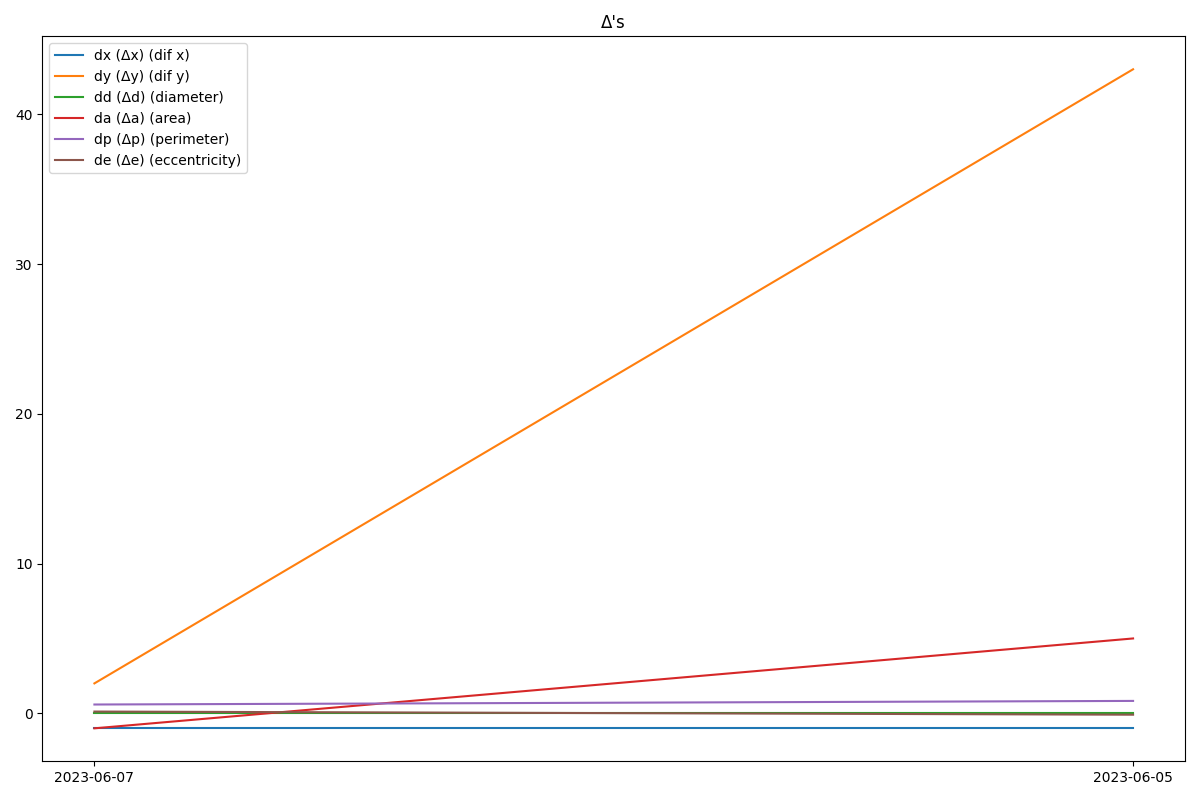 Δ's
dx (Δx) (dif x)
dy (Δy) (dif y)
dd (Δd) (diameter)
da (Δa) (area)
dp (Δp) (perimeter)
de (Δe) (eccentricity)
40
30
20
10
0
2023-06-07 2023-06-05